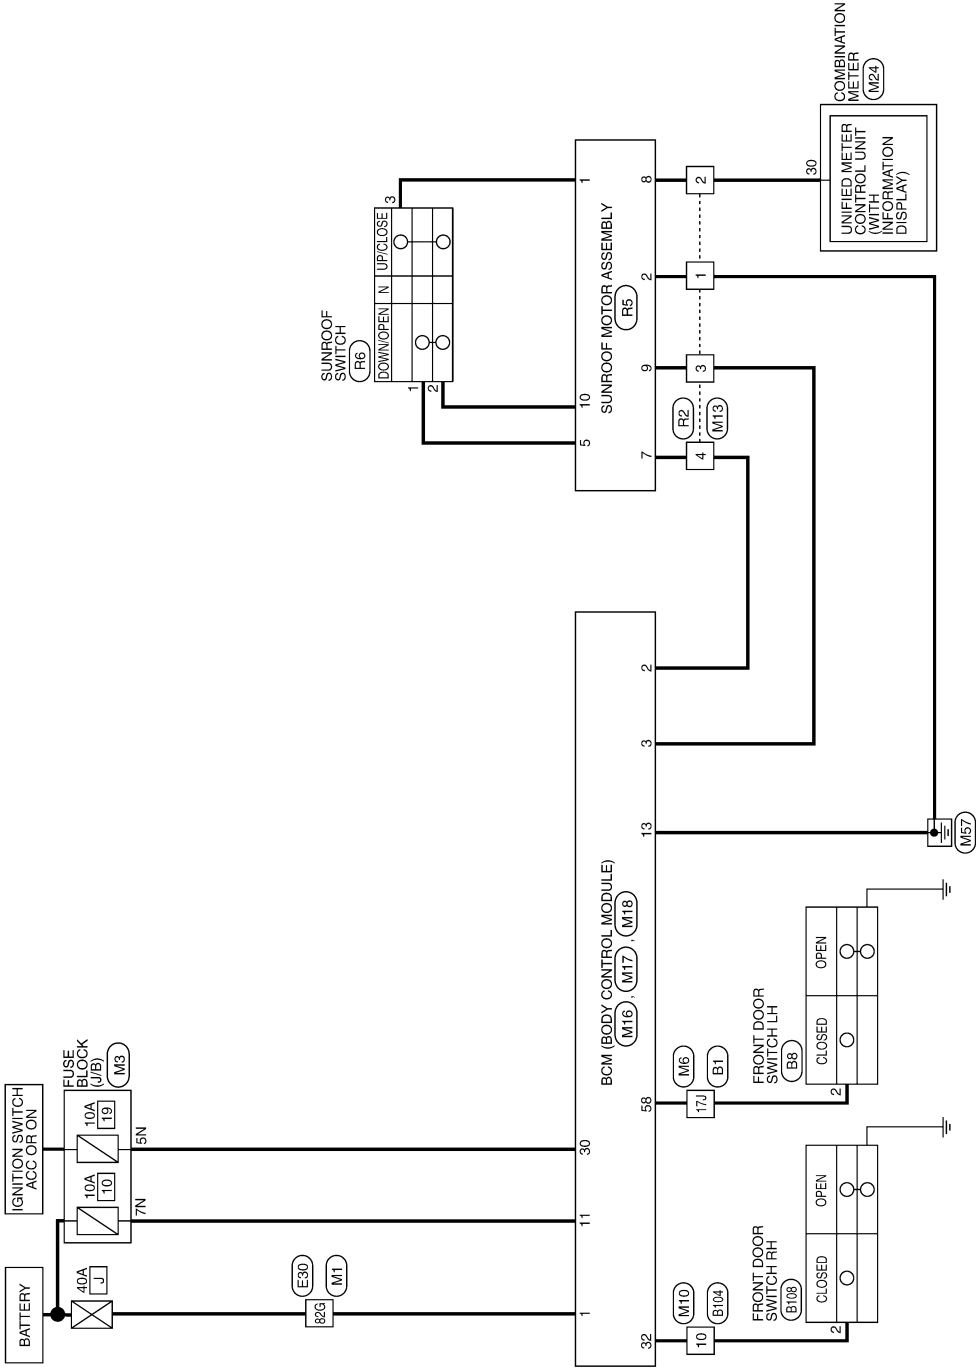 BATTERY
40A
J
IGNITION SWITCH
ACC OR ON
FUSE
BLOCK
(J/B)
M3
10A
10
10A
19
7N
5N
82G
E30
M1
1
11
30
BCM (BODY CONTROL MODULE)
M16 , M17 , M18
32
58
13
3
2
10
M10
B104
FRONT DOOR
SWITCH RH
B108
2
CLOSED
OPEN
17J
M6
B1
FRONT DOOR
SWITCH LH
B8
2
CLOSED
OPEN
M57
SUNROOF
SWITCH
R6
DOWN/OPEN
N
UP/CLOSE
1
2
3
5
10
1
SUNROOF MOTOR ASSEMBLY
R5
7
9
2
8
R2
M13
4
3
1
2
30
COMBINATION
METER
M24
UNIFIED METER
CONTROL UNIT
(WITH
INFORMATION
DISPLAY)